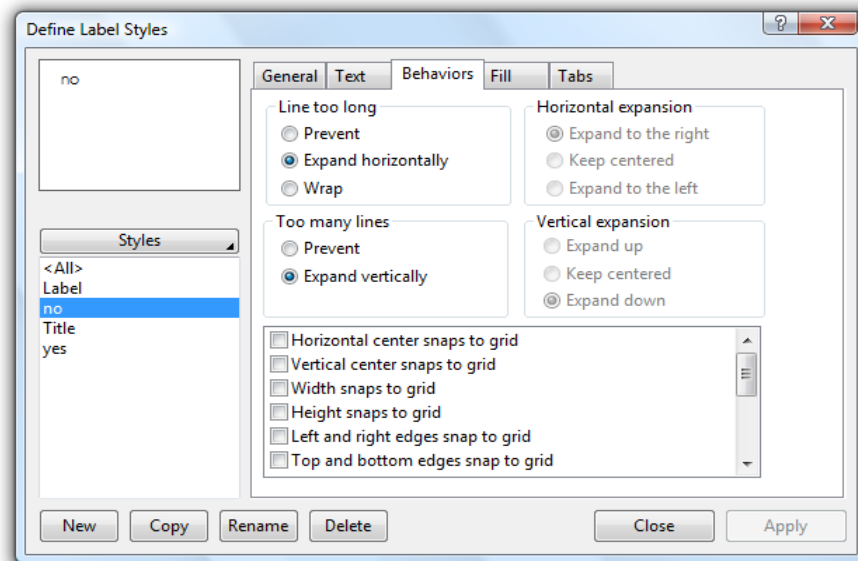 Define Label Styles
?
X
no
Styles
<All>
Label
no
Title
yes
General Text Behaviors Fill Tabs
Line too long
Prevent
Expand horizontally
Wrap
Horizontal expansion
Expand to the right
Keep centered
Expand to the left
Too many lines
Prevent
Expand vertically
Vertical expansion
Expand up
Keep centered
Expand down
Horizontal center snaps to grid
Vertical center snaps to grid
Width snaps to grid
Height snaps to grid
Left and right edges snap to grid
Top and bottom edges snap to grid
New Copy Rename Delete Close Apply